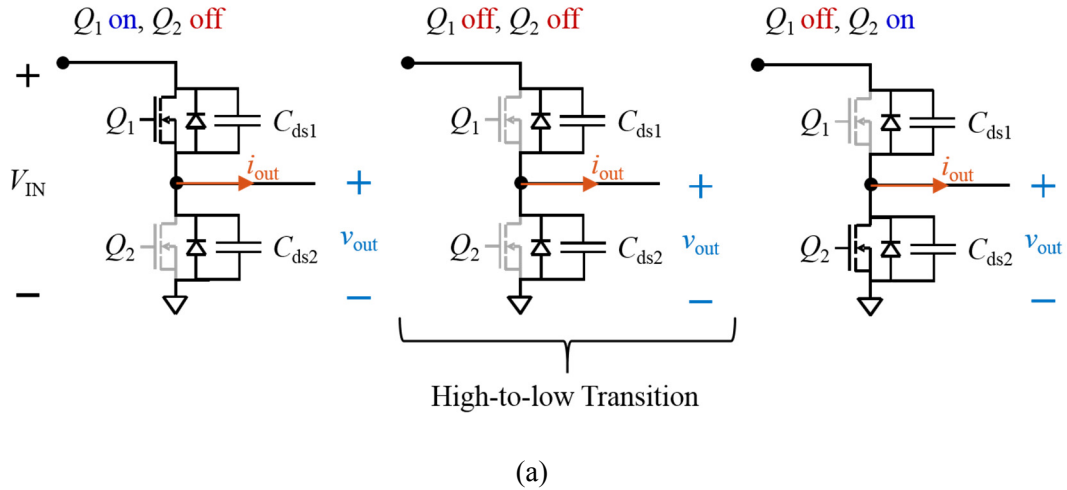 Q1 on, Q2 off
Q1 off, Q2 off
Q1 off, Q2 on
+
VIN
−
Q1
Cds1
iout
+
Q2
Cds2
vout
−
Q1
Cds1
iout
+
Q2
Cds2
vout
−
Q1
Cds1
iout
+
Q2
Cds2
vout
−
High-to-low Transition
(a)